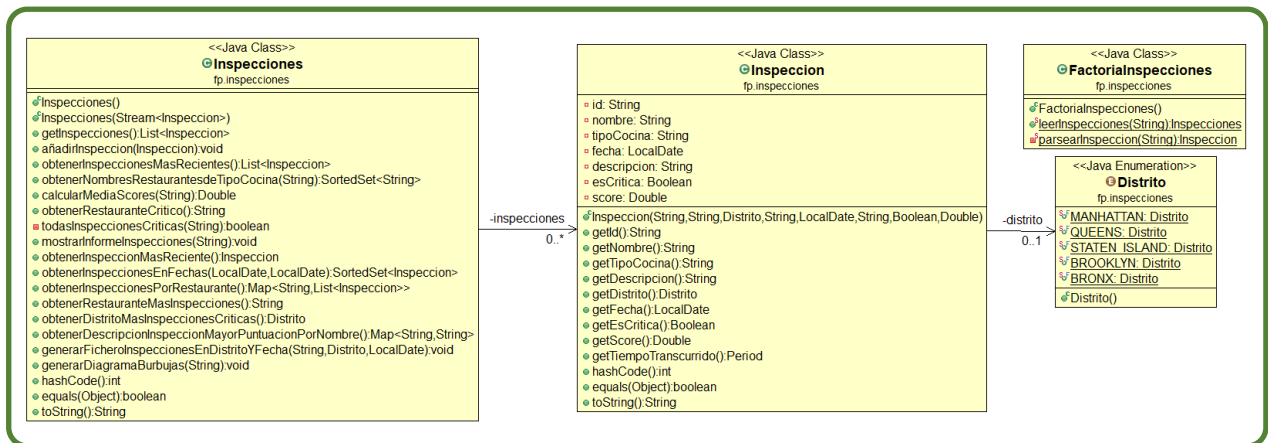 <<Java Class>>
Inspecciones
fp.inspecciones
Inspecciones()
Inspecciones(Stream<Inspeccion>)
getInspecciones():List<Inspeccion>
añadirInspeccion(Inspeccion):void
obtenerInspeccionesMasRecientes():List<Inspeccion>
obtenerNombresRestaurantesdeTipoCocina(String):SortedSet<String>
calcularMediaScores(String):Double
obtenerRestauranteCritico():String
todasInspeccionesCriticas(String):boolean
mostrarInformeInspecciones(String):void
obtenerInspeccionMasReciente():Inspeccion
obtenerInspeccionesEnFechas(LocalDate,LocalDate):SortedSet<Inspeccion>
obtenerInspeccionesPorRestaurante():Map<String,List<Inspeccion>>
obtenerRestauranteMasInspecciones():String
obtenerDistritoMasInspeccionesCriticas():Distrito
obtenerDescripcionInspeccionMayorPuntuacionPorNombre():Map<String,String>
generarFicheroInspeccionesEnDistritoYFecha(String,Distrito,LocalDate):void
generarDiagramaBurbujas(String):void
hashCode():int
equals(Object):boolean
toString():String
-inspecciones
0..*
<<Java Class>>
Inspeccion
fp.inspecciones
id: String
nombre: String
tipoCocina: String
fecha: LocalDate
descripcion: String
esCritica: Boolean
score: Double
Inspeccion(String,String,Distrito,String,LocalDate,String,Boolean,Double)
getId():String
getNombre():String
getTipoCocina():String
getDescripcion():String
getDistrito():Distrito
getFecha():LocalDate
getEsCritica():Boolean
getScore():Double
getTiempoTranscurrido():Period
hashCode():int
equals(Object):boolean
toString():String
-distrito
0..1
<<Java Class>>
FactoriaInspecciones
fp.inspecciones
FactoriaInspecciones()
leerInspecciones(String):Inspecciones
parsearInspeccion(String):Inspeccion
<<Java Enumeration>>
Distrito
fp.inspecciones
MANHATTAN: Distrito
QUEENS: Distrito
STATEN_ISLAND: Distrito
BROOKLYN: Distrito
BRONX: Distrito
Distrito()